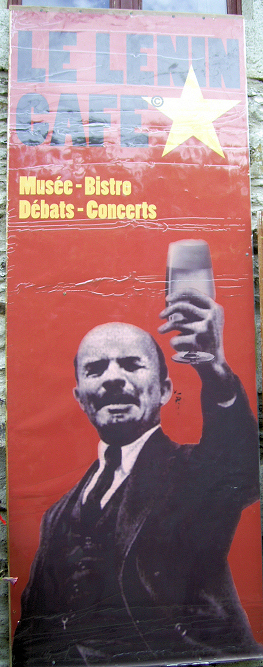 LE LENIN
CAFE ©
Musée - Bistro
Débats - Concerts